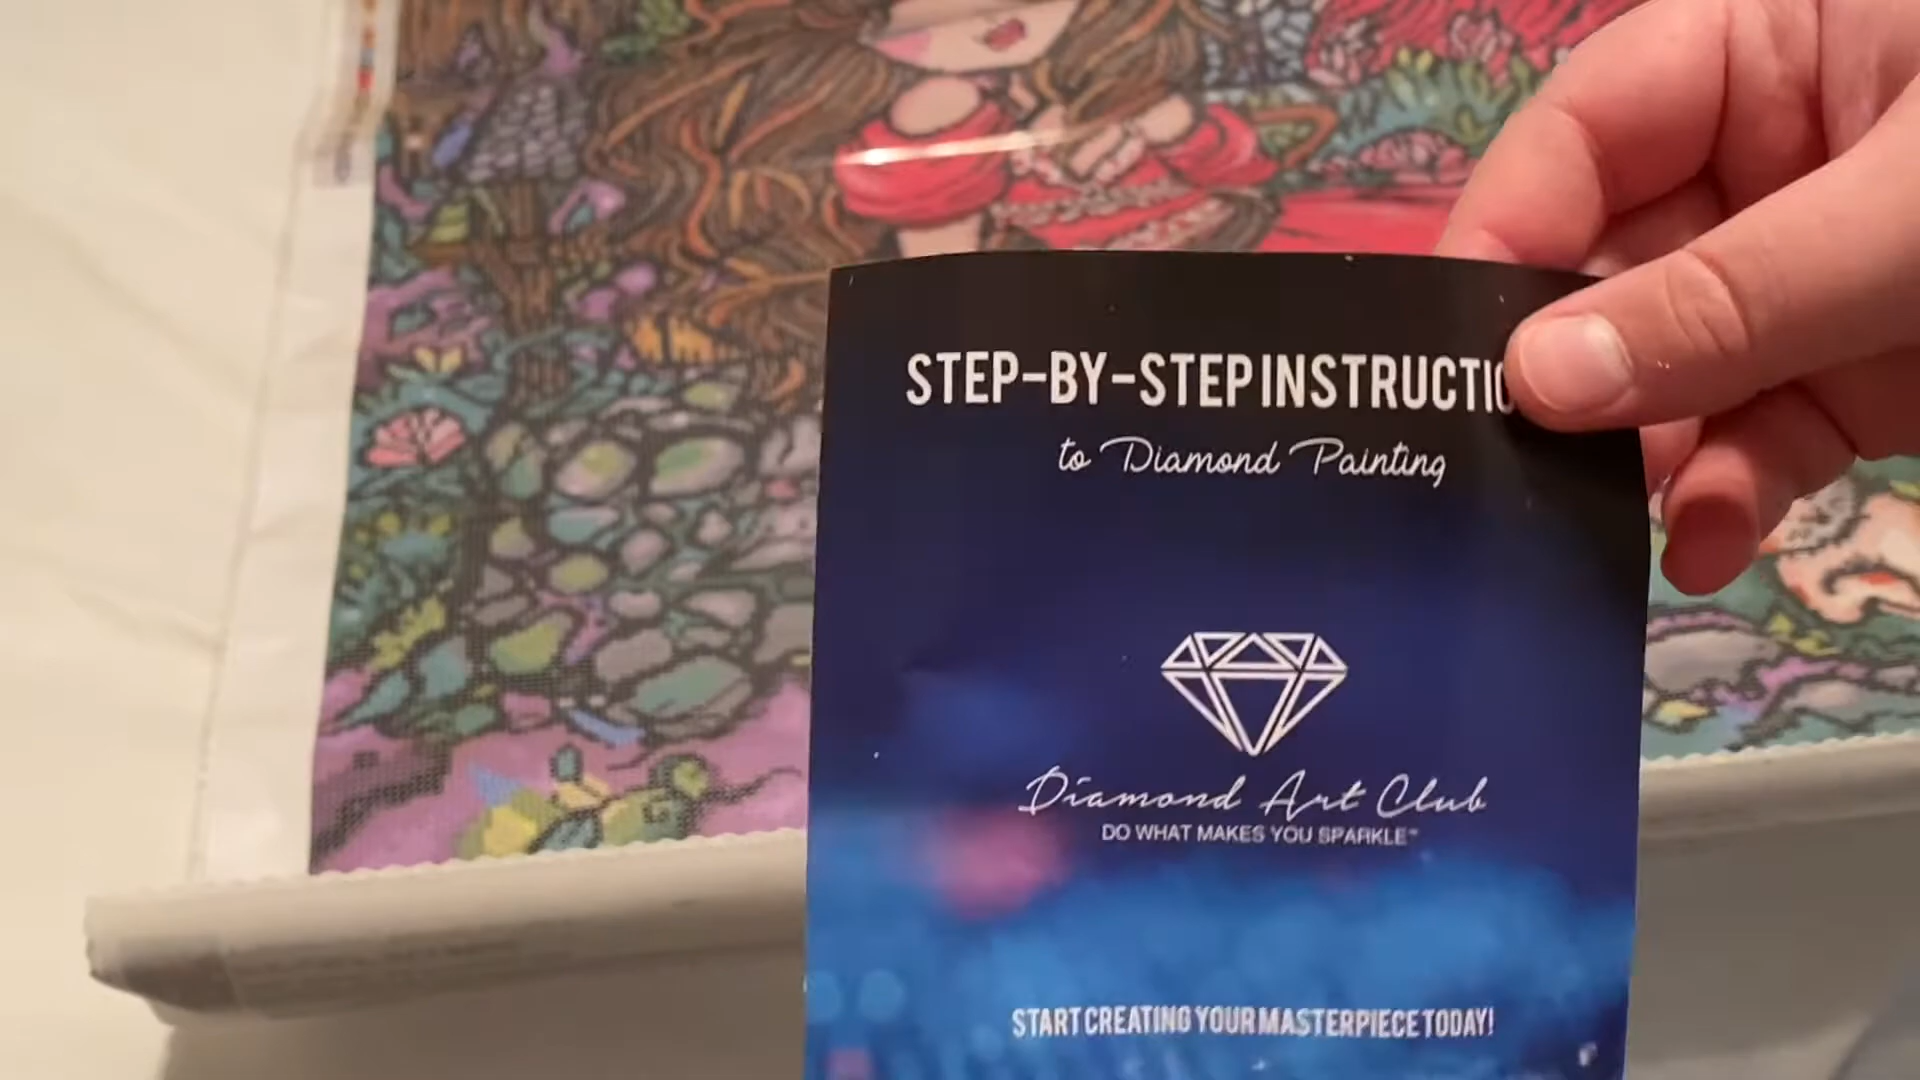 STEP-BY-STEP INSTRUCTIO
to Diamond Painting
Diamond Art Club
DO WHAT MAKES YOU SPARKLE™
START CREATING YOUR MASTERPIECE TODAY!